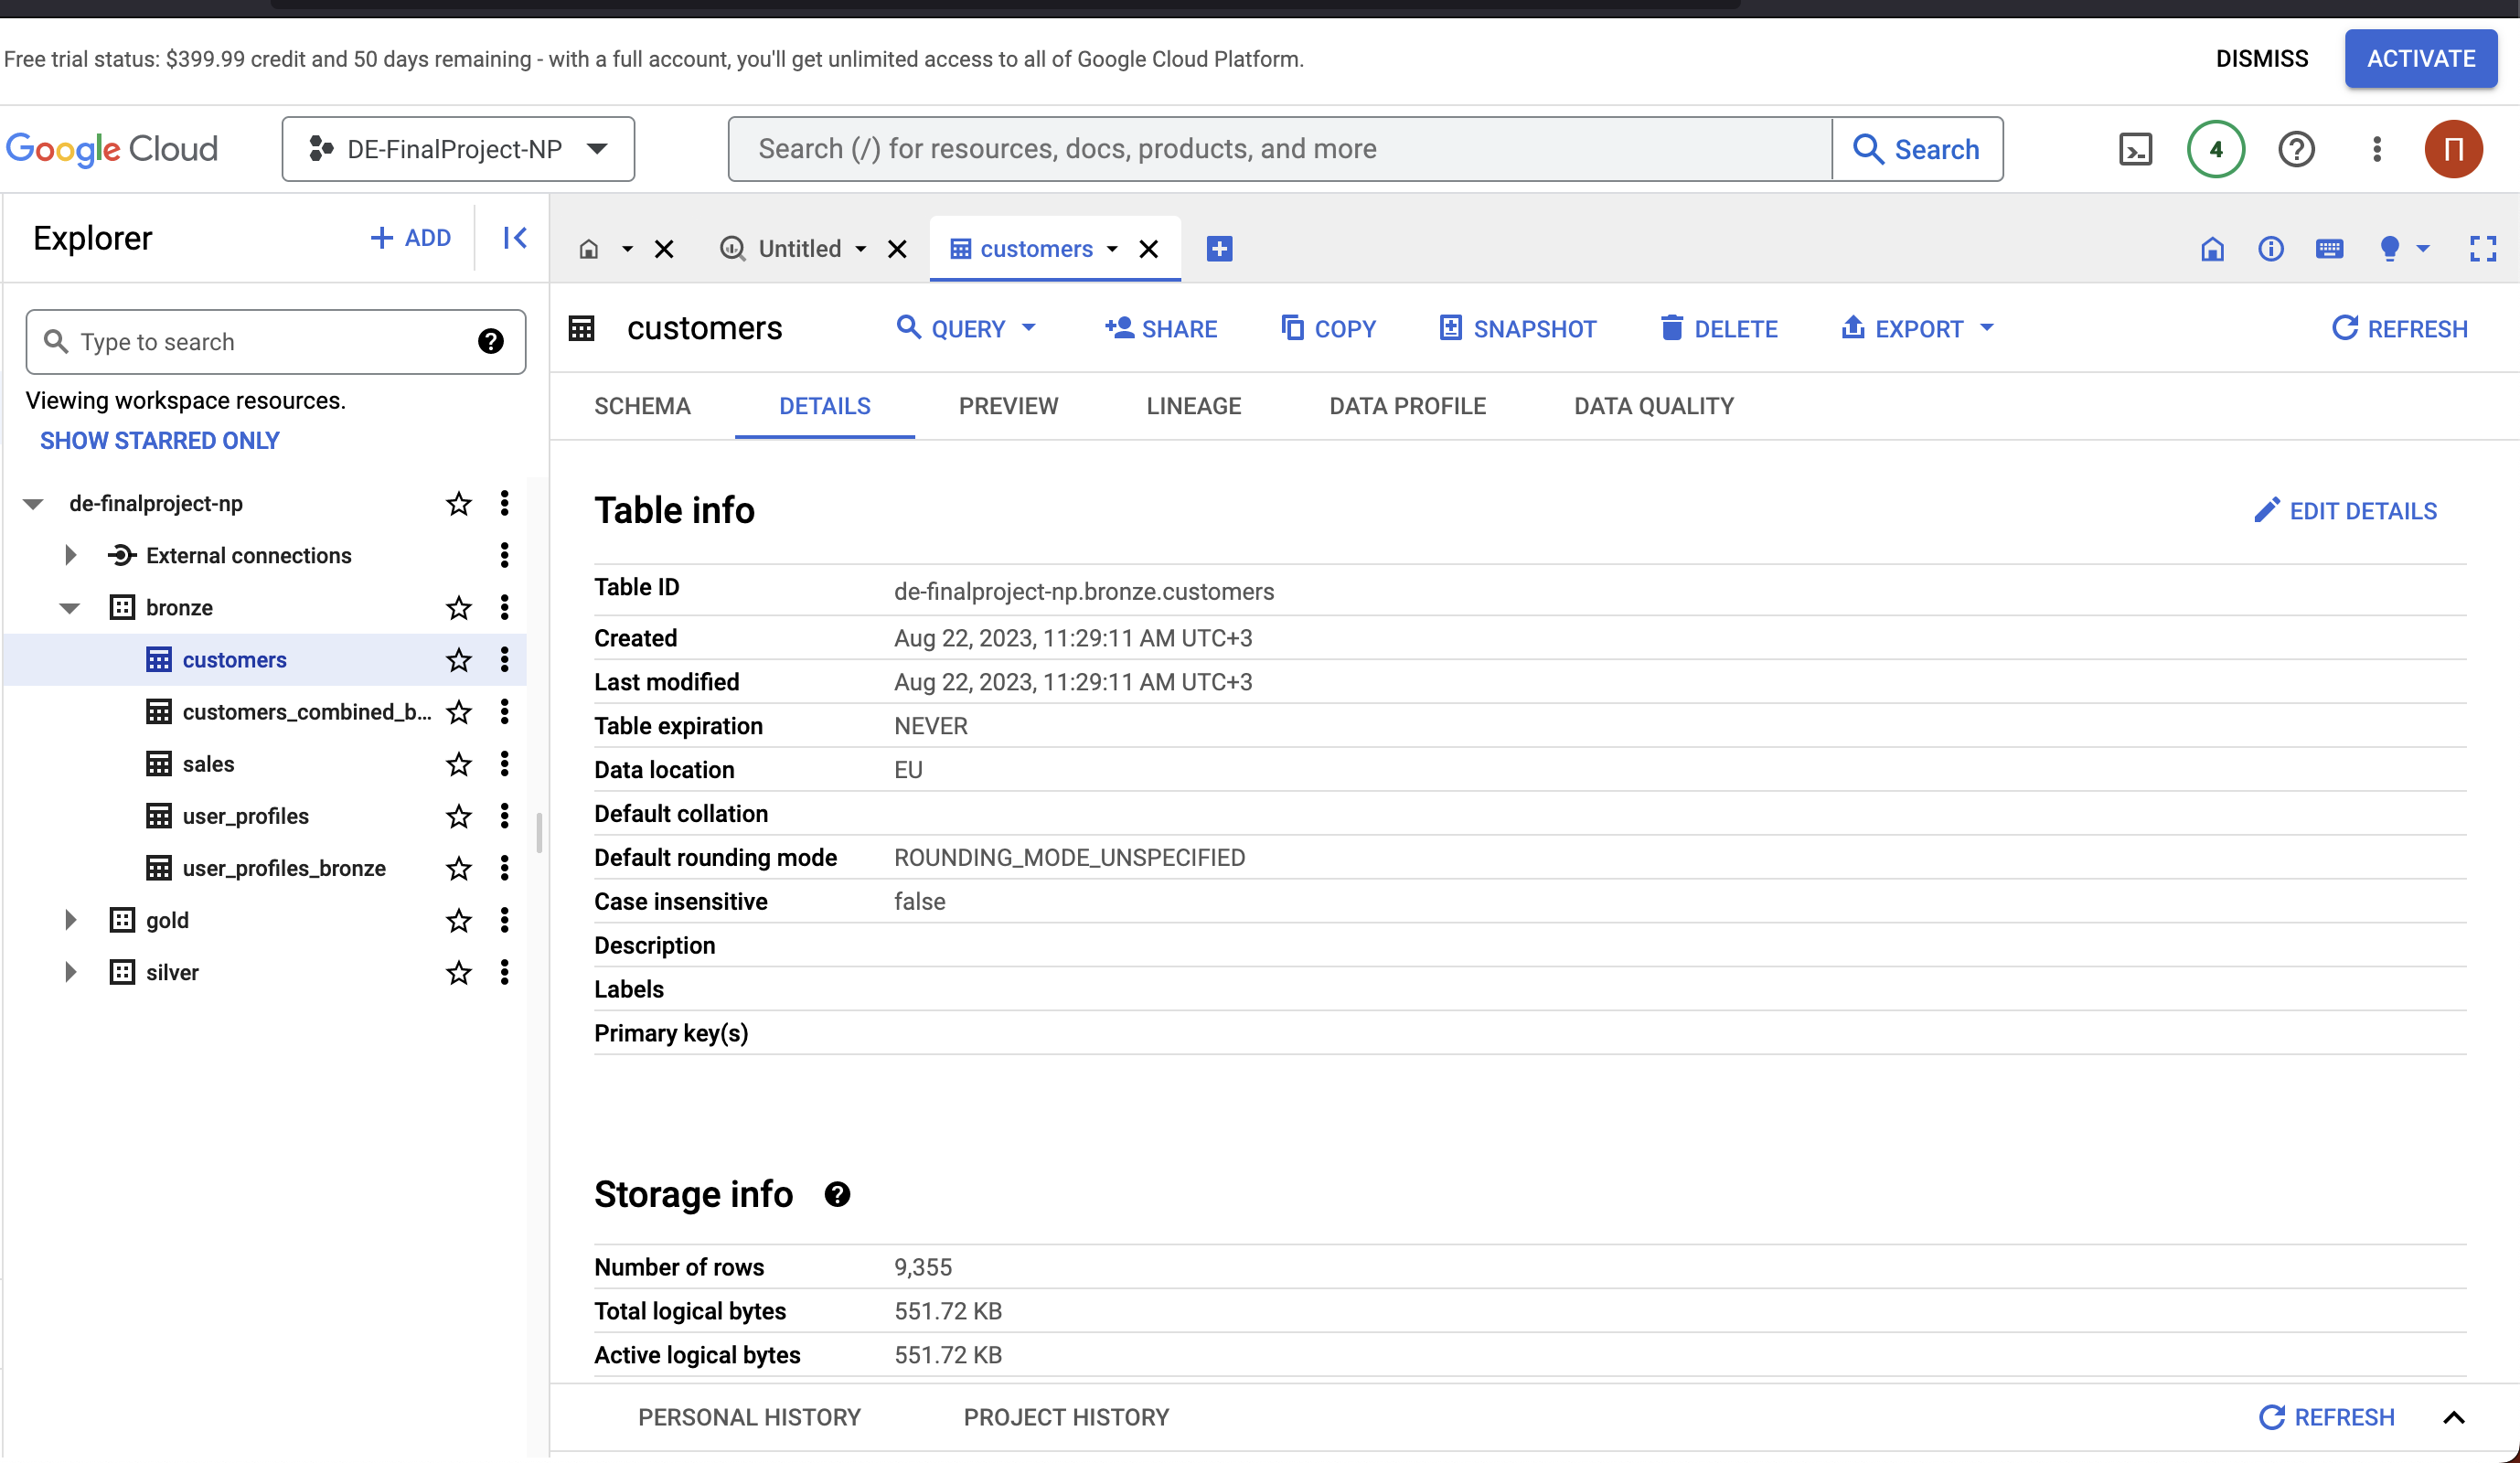 Free trial status: $399.99 credit and 50 days remaining - with a full account, you'll get unlimited access to all of Google Cloud Platform.
DISMISS
ACTIVATE
Google Cloud
DE-FinalProject-NP
Search (/) for resources, docs, products, and more
Search
4
П
Explorer
+ ADD
Untitled
customers
Type to search
Viewing workspace resources.
SHOW STARRED ONLY
de-finalproject-np
External connections
bronze
customers
customers_combined_b...
sales
user_profiles
user_profiles_bronze
gold
silver
customers
QUERY
SHARE
COPY
SNAPSHOT
DELETE
EXPORT
REFRESH
SCHEMA
DETAILS
PREVIEW
LINEAGE
DATA PROFILE
DATA QUALITY
Table info
EDIT DETAILS
Table ID de-finalproject-np.bronze.customers
Created Aug 22, 2023, 11:29:11 AM UTC+3
Last modified Aug 22, 2023, 11:29:11 AM UTC+3
Table expiration NEVER
Data location EU
Default collation
Default rounding mode ROUNDING_MODE_UNSPECIFIED
Case insensitive false
Description
Labels
Primary key(s)
Storage info
Number of rows 9,355
Total logical bytes 551.72 KB
Active logical bytes 551.72 KB
PERSONAL HISTORY
PROJECT HISTORY
REFRESH